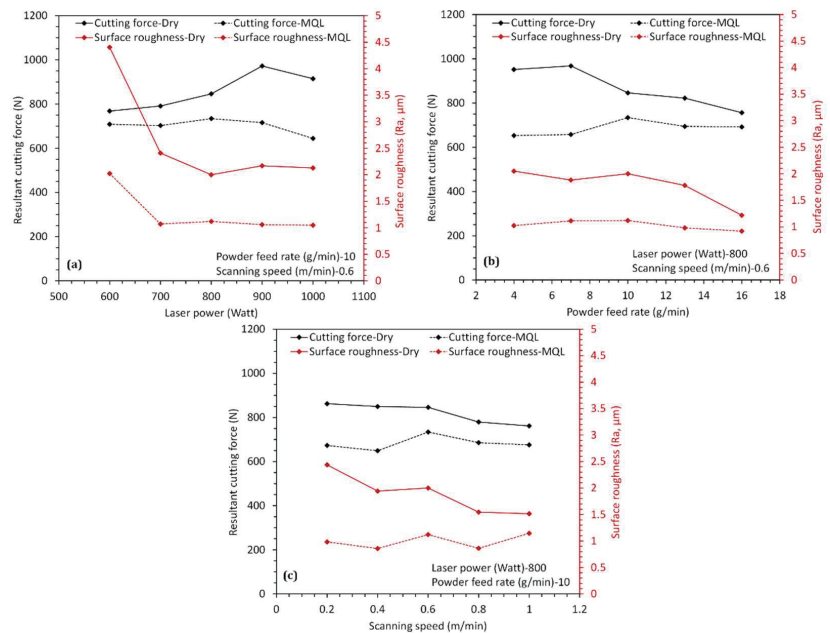 Cutting force-Dry Cutting force-MQL
Surface roughness-Dry Surface roughness-MQL
1200
1000
800
600
400
200
0
Resultant cutting force (N)
5
4.5
4
3.5
3
2.5
2
1.5
1
0.5
0
Surface roughness (Ra, μm)
Powder feed rate (g/min)-10
Scanning speed (m/min)-0.6
(a)
500 600 700 800 900 1000 1100
Laser power (Watt)
Cutting force-Dry Cutting force-MQL
Surface roughness-Dry Surface roughness-MQL
1200
1000
800
600
400
200
0
Resultant cutting force (N)
5
4.5
4
3.5
3
2.5
2
1.5
1
0.5
0
Surface roughness (Ra, μm)
Laser power (Watt)-800
Scanning speed (m/min)-0.6
(b)
2 4 6 8 10 12 14 16 18
Powder feed rate (g/min)
Cutting force-Dry Cutting force-MQL
Surface roughness-Dry Surface roughness-MQL
1200
1000
800
600
400
200
0
Resultant cutting force (N)
5
4.5
4
3.5
3
2.5
2
1.5
1
0.5
0
Surface roughness (Ra, μm)
Laser power (Watt)-800
Powder feed rate (g/min)-10
(c)
0 0.2 0.4 0.6 0.8 1 1.2
Scanning speed (m/min)